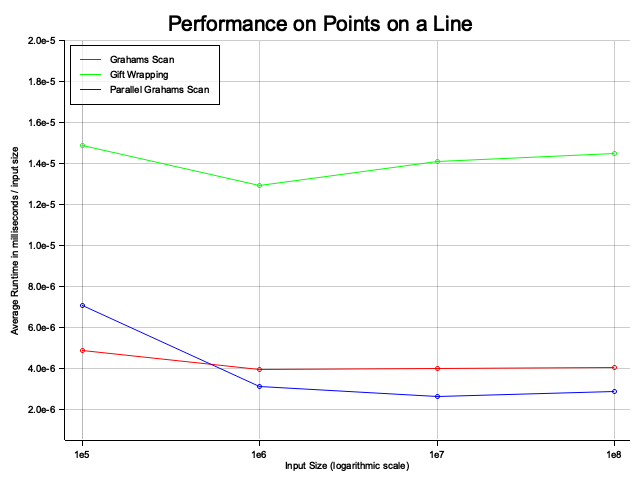 Performance on Points on a Line
2.0e-5
1.8e-5
1.6e-5
1.4e-5
1.2e-5
1.0e-5
8.0e-6
6.0e-6
4.0e-6
2.0e-6
Grahams Scan
Gift Wrapping
Parallel Grahams Scan
Average Runtime in milliseconds / input size
1e5
1e6
1e7
1e8
Input Size (logarithmic scale)